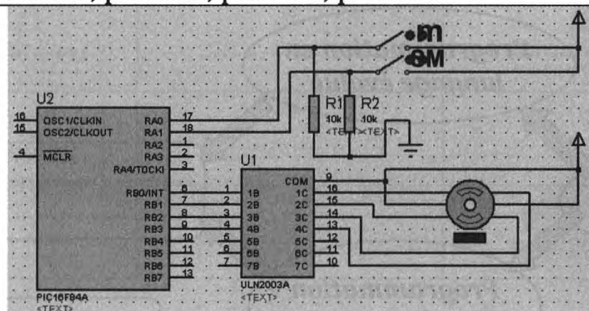 U2
OSC1/CLKIN
OSC2/CLKOUT
MCLR
RA0
RA1
RA2
RA3
RA4/T0CKI
RB0/INT
RB1
RB2
RB3
RB4
RB5
RB6
RB7
16
15
4
17
18
1
2
3
6
7
8
9
10
11
12
13
PIC16F84A
<TEXT>
R1
10k
<TEXT>
R2
10k
<TEXT>
m
SM
U1
1
2
3
4
5
6
7
1B
2B
3B
4B
5B
6B
7B
COM
1C
2C
3C
4C
5C
6C
7C
9
16
15
14
13
12
11
10
ULN2003A
<TEXT>